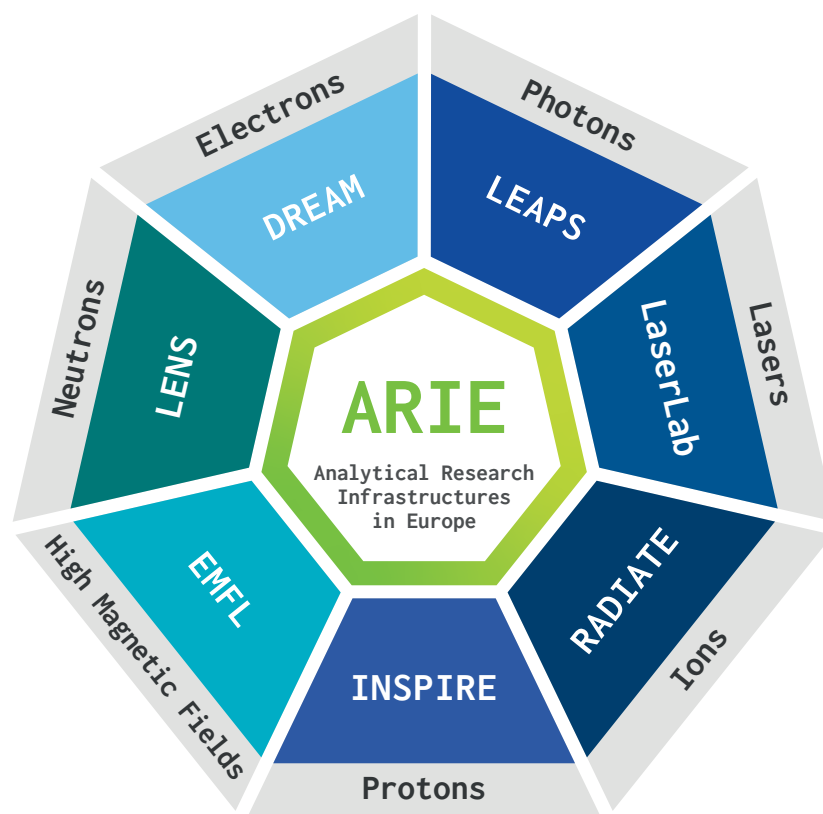 Electrons
Photons
DREAM
LEAPS
Neutrons
Lasers
LENS
LaserLab
ARIE
Analytical Research
Infrastructures
in Europe
High Magnetic Fields
EMFL
RADIATE
Ions
INSPIRE
Protons